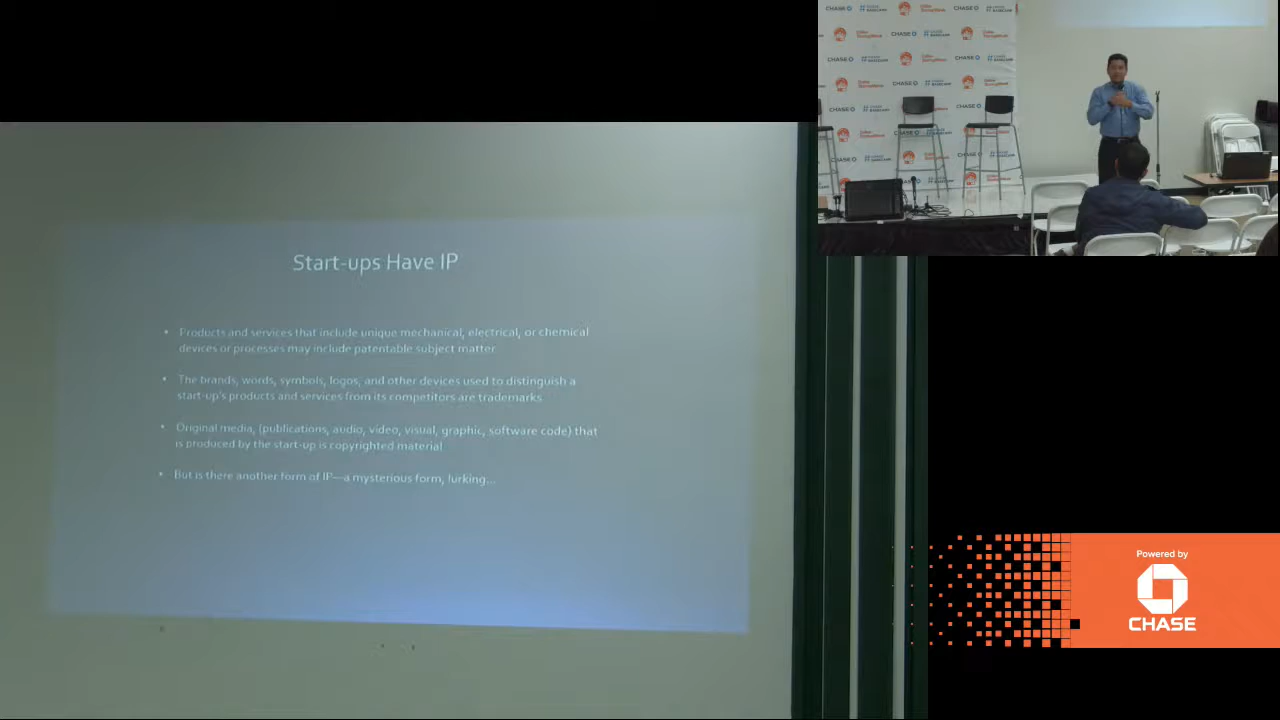 Start-ups Have IP
• Products and services that include unique mechanical, electrical, or chemical
devices or processes may include patentable subject matter
• The brands, words, symbols, logos, and other devices used to distinguish a
start-up's products and services from its competitors are trademarks
• Original media, (publications, audio, video, visual, graphic, software code) that
is produced by the start-up is copyrighted material
• But is there another form of IP—a mysterious form, lurking...
Powered by
CHASE